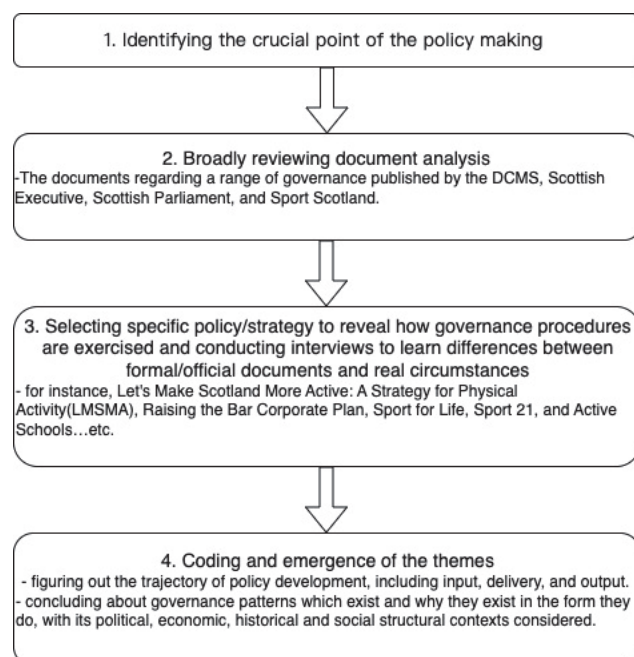 1. Identifying the crucial point of the policy making
2. Broadly reviewing document analysis
-The documents regarding a range of governance published by the DCMS, Scottish
Executive, Scottish Parliament, and Sport Scotland.
3. Selecting specific policy/strategy to reveal how governance procedures
are exercised and conducting interviews to learn differences between
formal/official documents and real circumstances
- for instance, Let's Make Scotland More Active: A Strategy for Physical
Activity(LMSMA), Raising the Bar Corporate Plan, Sport for Life, Sport 21, and Active
Schools...etc.
4. Coding and emergence of the themes
- figuring out the trajectory of policy development, including input, delivery, and output.
- concluding about governance patterns which exist and why they exist in the form they
do, with its political, economic, historical and social structural contexts considered.